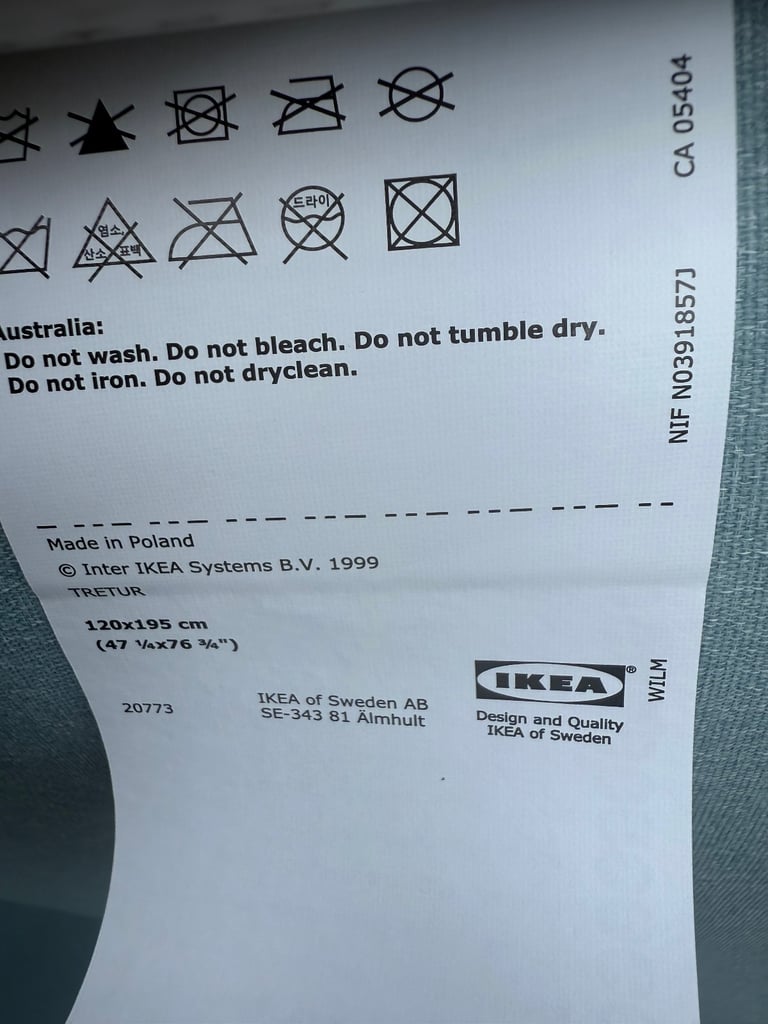 CA 05404
드라이
염소,
산소 표백
NIF N0391857J
Australia:
Do not wash. Do not bleach. Do not tumble dry.
Do not iron. Do not dryclean.
Made in Poland
© Inter IKEA Systems B.V. 1999
TRETUR
120x195 cm
(47 ¼x76 ¾")
20773
IKEA of Sweden AB
SE-343 81 Älmhult
IKEA®
Design and Quality
IKEA of Sweden
WILM